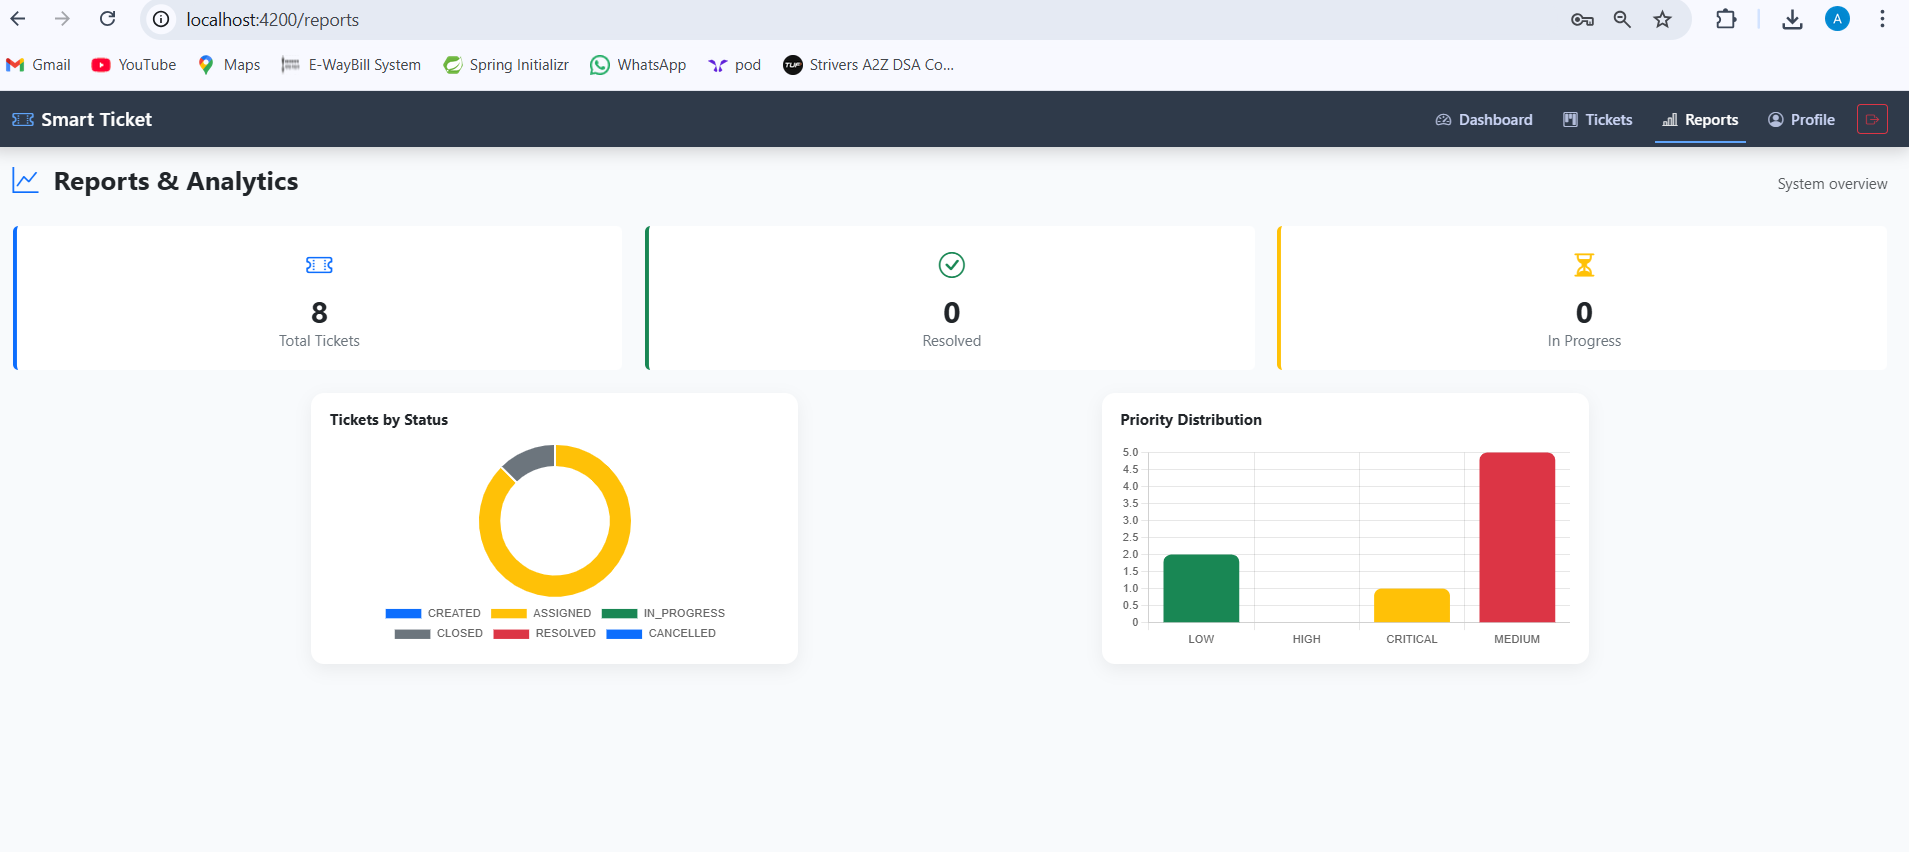 localhost:4200/reports
A
Gmail YouTube Maps E-WayBill System Spring Initializr WhatsApp pod TUF Strivers A2Z DSA Co...
Smart Ticket Dashboard Tickets Reports Profile
Reports & Analytics System overview
8
Total Tickets
0
Resolved
0
In Progress
Tickets by Status
CREATED ASSIGNED IN_PROGRESS
CLOSED RESOLVED CANCELLED
Priority Distribution
5.0
4.5
4.0
3.5
3.0
2.5
2.0
1.5
1.0
0.5
0
LOW HIGH CRITICAL MEDIUM